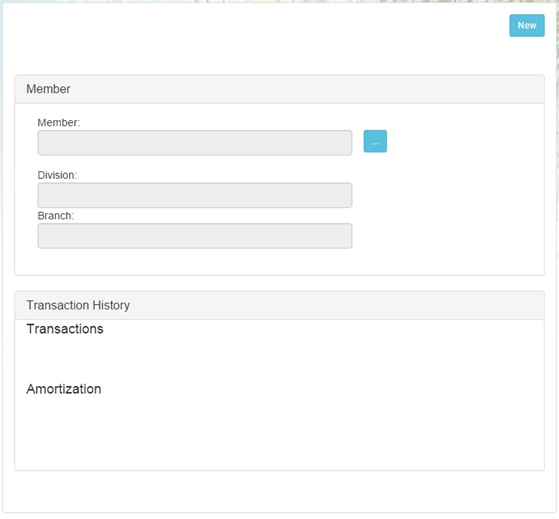 New
Member
Member:
...
Division:
Branch:
Transaction History
Transactions
Amortization